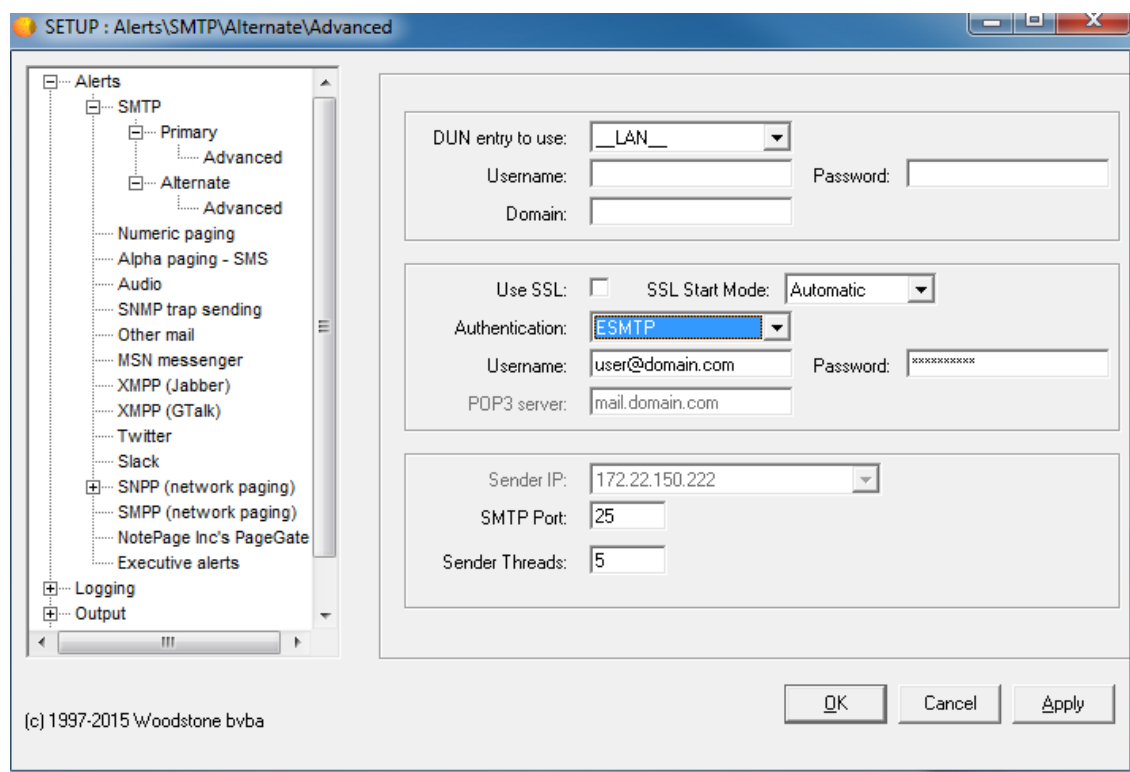 SETUP : Alerts\SMTP\Alternate\Advanced
Alerts
SMTP
Primary
Advanced
Alternate
Advanced
Numeric paging
Alpha paging - SMS
Audio
SNMP trap sending
Other mail
MSN messenger
XMPP (Jabber)
XMPP (GTalk)
Twitter
Slack
SNPP (network paging)
SMPP (network paging)
NotePage Inc's PageGate
Executive alerts
Logging
Output
DUN entry to use: __LAN__
Username: Password:
Domain:
Use SSL: SSL Start Mode: Automatic
Authentication: ESMTP
Username: user@domain.com Password: **********
POP3 server: mail.domain.com
Sender IP: 172.22.150.222
SMTP Port: 25
Sender Threads: 5
(c) 1997-2015 Woodstone bvba
OK Cancel Apply